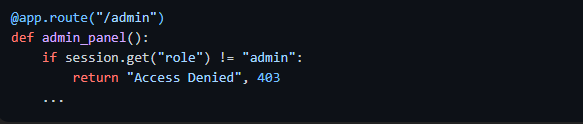 @app.route("/admin")
def admin_panel():
    if session.get("role") != "admin":
        return "Access Denied", 403
    ...